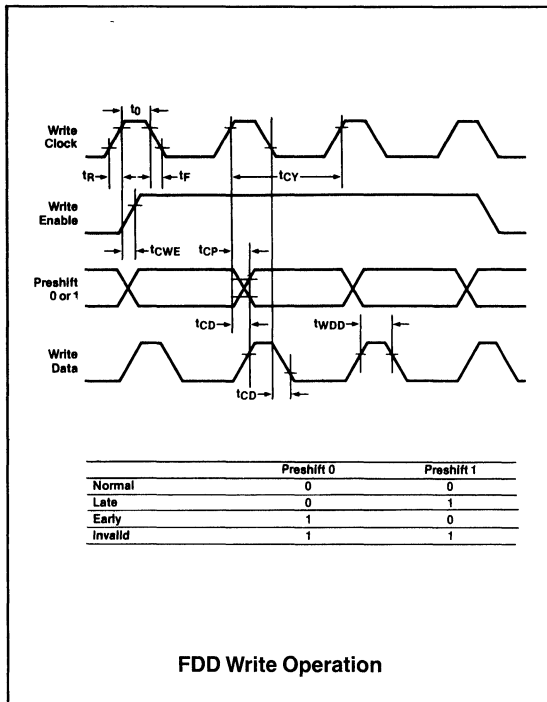 t0
Write
Clock
tR
tF
tCY
Write
Enable
tCWE
tCP
Preshift
0 or 1
tCD
tWDD
Write
Data
tCD
Preshift 0 Preshift 1
Normal 0 0
Late 0 1
Early 1 0
Invalid 1 1
FDD Write Operation